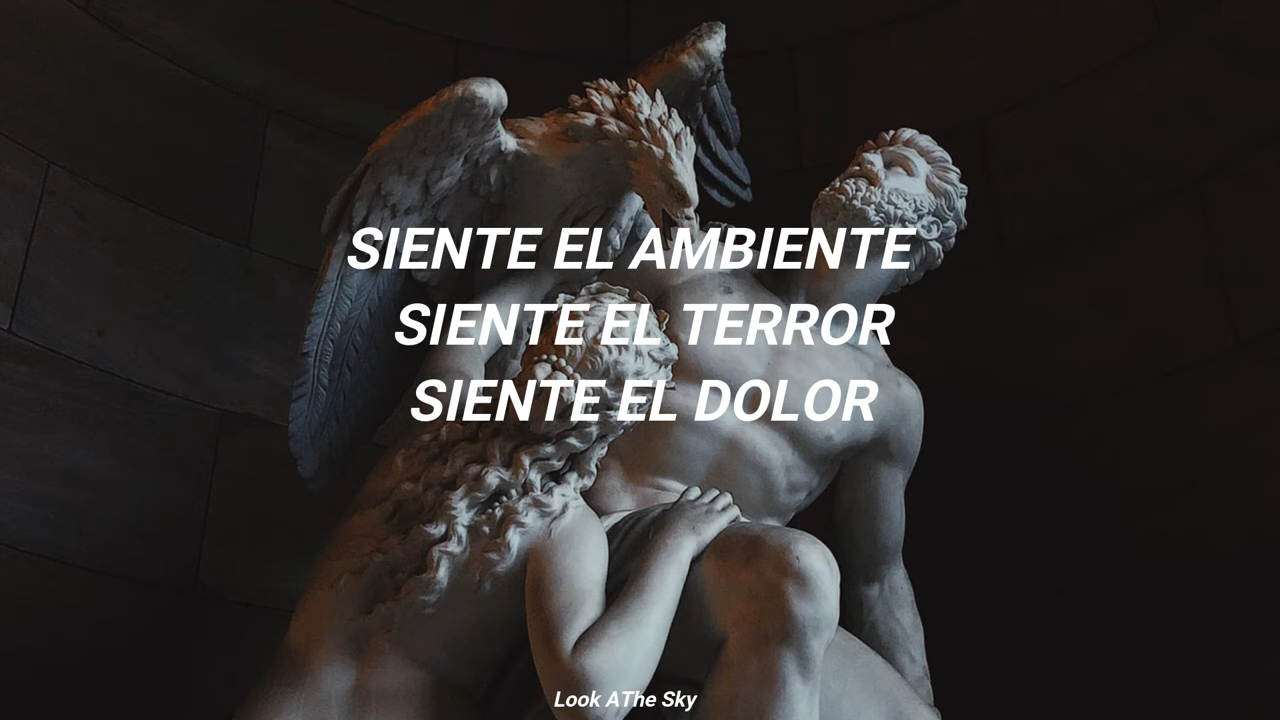 SIENTE EL AMBIENTE
SIENTE EL TERROR
SIENTE EL DOLOR
Look AThe Sky